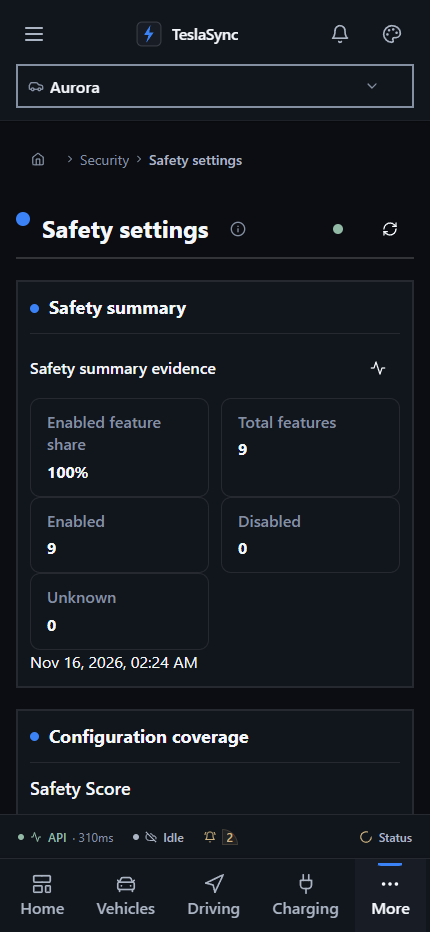 TeslaSync
Aurora
Security
Safety settings
Safety settings
Safety summary
Safety summary evidence
Enabled feature
share
100%
Total features
9
Enabled
9
Disabled
0
Unknown
0
Nov 16, 2026, 02:24 AM
Configuration coverage
Safety Score
API · 310ms
Idle
2
Status
Home
Vehicles
Driving
Charging
More